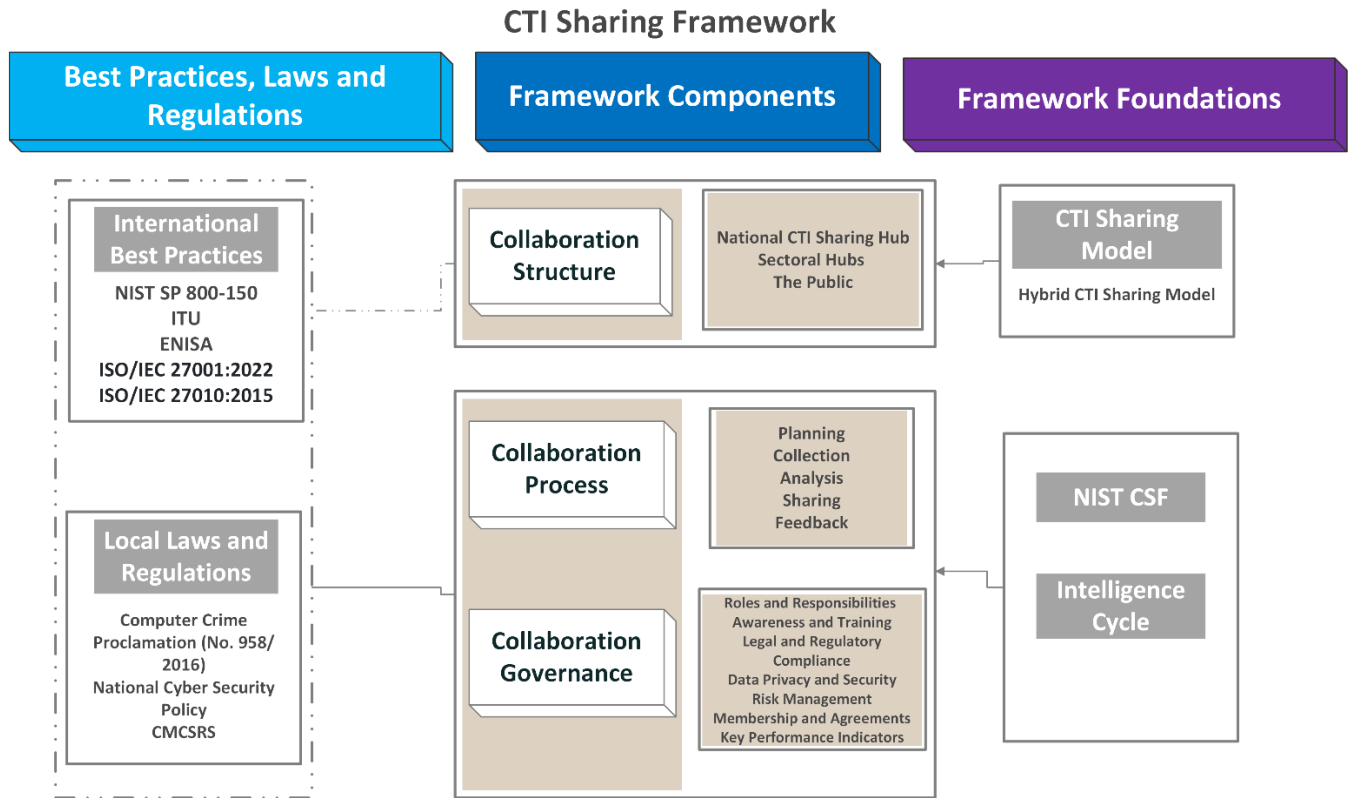 CTI Sharing Framework
Best Practices, Laws and
Regulations
Framework Components
Framework Foundations
International
Best Practices
NIST SP 800-150
ITU
ENISA
ISO/IEC 27001:2022
ISO/IEC 27010:2015
Local Laws and
Regulations
Computer Crime
Proclamation (No. 958/
2016)
National Cyber Security
Policy
CMCSRS
Collaboration
Structure
National CTI Sharing Hub
Sectoral Hubs
The Public
Collaboration
Process
Planning
Collection
Analysis
Sharing
Feedback
Collaboration
Governance
Roles and Responsibilities
Awareness and Training
Legal and Regulatory
Compliance
Data Privacy and Security
Risk Management
Membership and Agreements
Key Performance Indicators
CTI Sharing
Model
Hybrid CTI Sharing Model
NIST CSF
Intelligence
Cycle